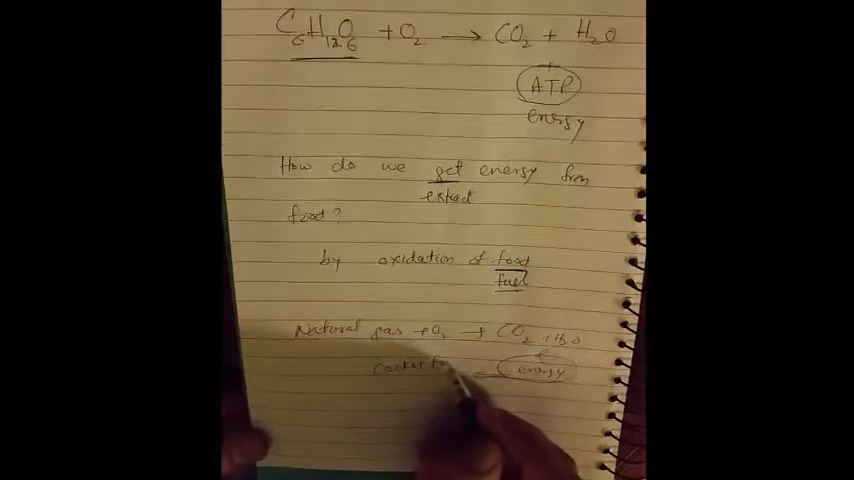 C6H12O6 + O2 → CO2 + H2O
+
ATP
energy
How do we get energy from
extract
food?
by oxidation of food
fuel
Natural gas + O2 → CO2 + H2O
+
energy